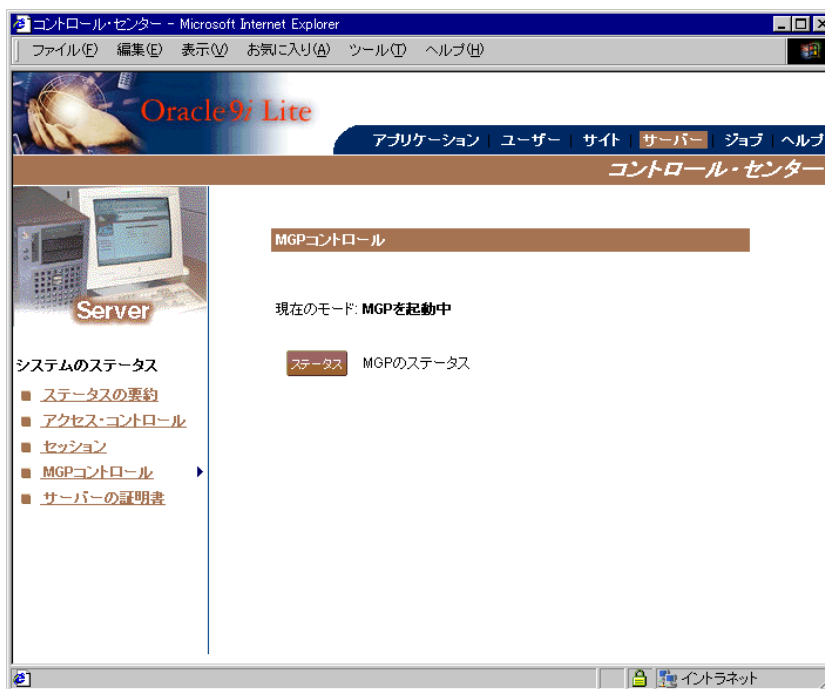 コントロール・センター - Microsoft Internet Explorer
ファイル(F) 編集(E) 表示(V) お気に入り(A) ツール(T) ヘルプ(H)
Oracle9i Lite
アプリケーション ユーザー サイト サーバー ジョブ ヘルプ
コントロール・センター
MGPコントロール
Server
現在のモード: MGPを起動中
システムのステータス
ステータス MGPのステータス
ステータスの要約
アクセス・コントロール
セッション
MGPコントロール
サーバーの証明書
イントラネット